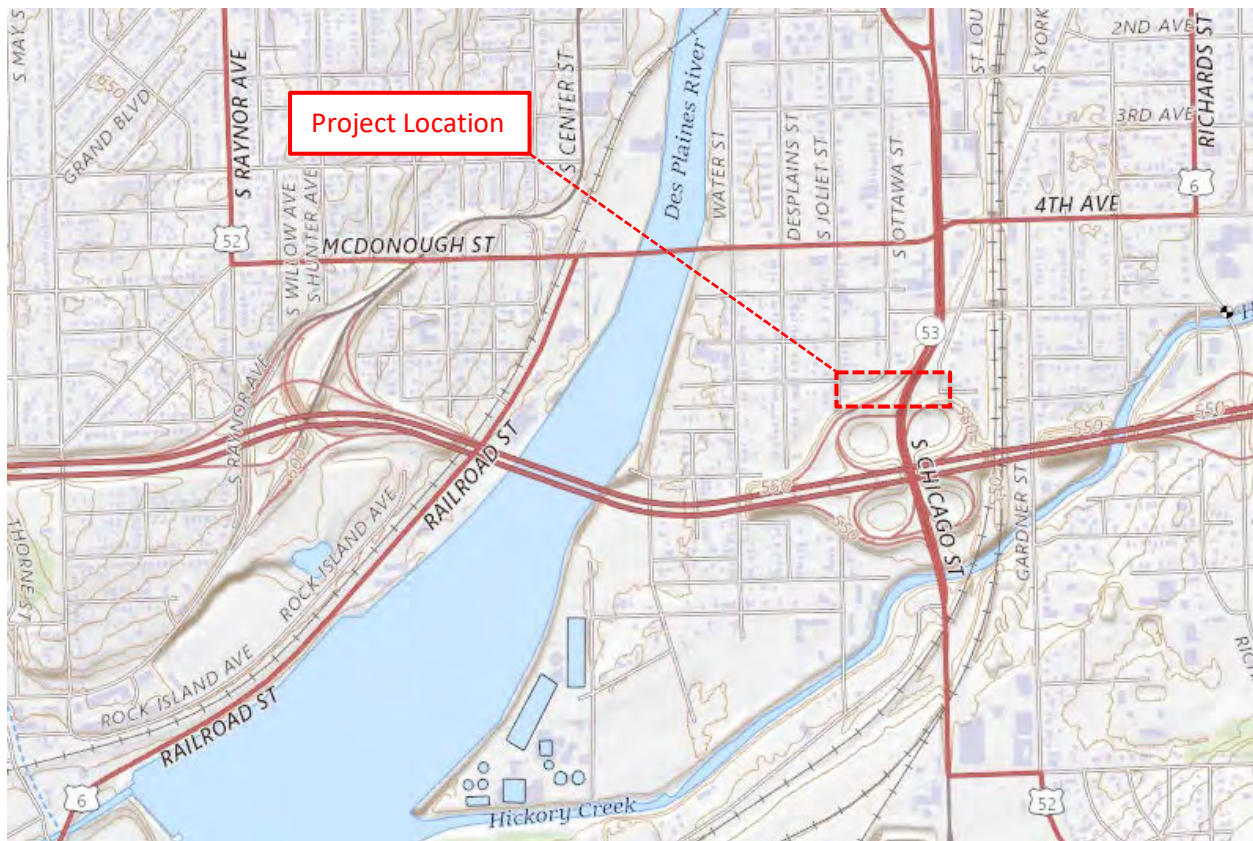 S MAY S
650
GRAND BLVD
S RAYNOR AVE
Project Location
S CENTER ST
Des Plaines River
WATER ST
DESPLAINS ST
S JOLIET ST
S OTTAWA ST
ST LOU
S YORK
2ND AVE
3RD AVE
RICHARDS ST
6
4TH AVE
52
MCDONOUGH ST
S WILLOW AVE
S HUNTER AVE
53
H
S RAYNOR AVE
600
RAILROAD ST
ROCK ISLAND AVE
550
550
550
550
550
S CHICAGO ST
GARDNER ST
THORNE ST
ROCK ISLAND AVE
RAILROAD ST
6
Hickory Creek
52
RICH